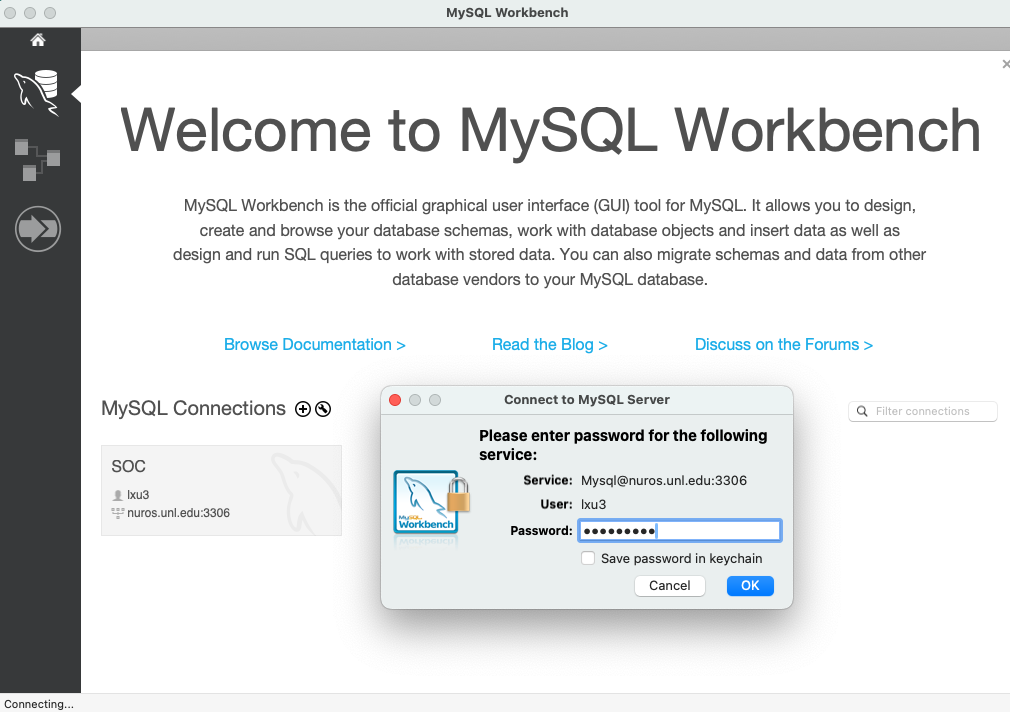 MySQL Workbench
Welcome to MySQL Workbench
MySQL Workbench is the official graphical user interface (GUI) tool for MySQL. It allows you to design,
create and browse your database schemas, work with database objects and insert data as well as
design and run SQL queries to work with stored data. You can also migrate schemas and data from other
database vendors to your MySQL database.
Browse Documentation >
Read the Blog >
Discuss on the Forums >
MySQL Connections
Filter connections
SOC
lxu3
nuros.unl.edu:3306
Connect to MySQL Server
Please enter password for the following
service:
Service: Mysql@nuros.unl.edu:3306
User: lxu3
MySQL
Workbench
Password: •••••••••
Save password in keychain
Cancel
OK
Connecting...